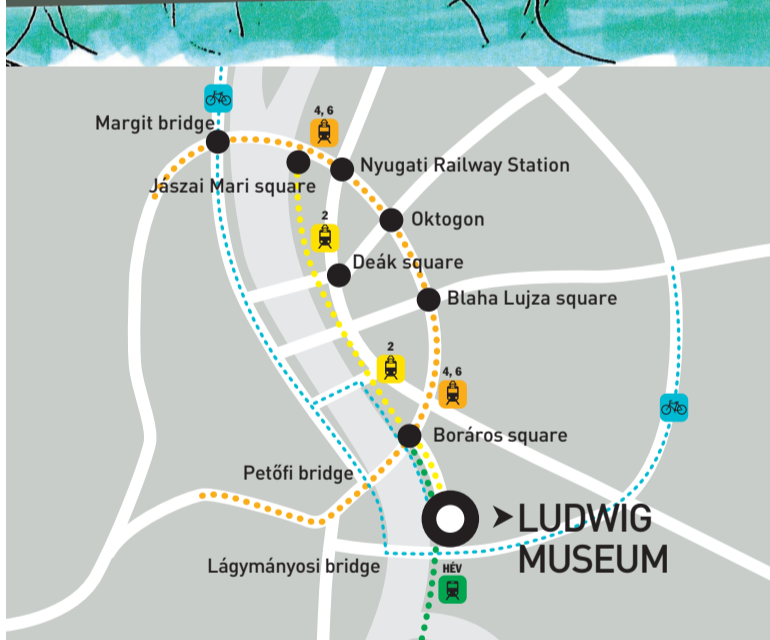 4, 6
Margit bridge
Nyugati Railway Station
Jászai Mari square
2
Oktogon
Deák square
Blaha Lujza square
2
4, 6
Boráros square
Petőfi bridge
LUDWIG
MUSEUM
Lágymányosi bridge
HÉV